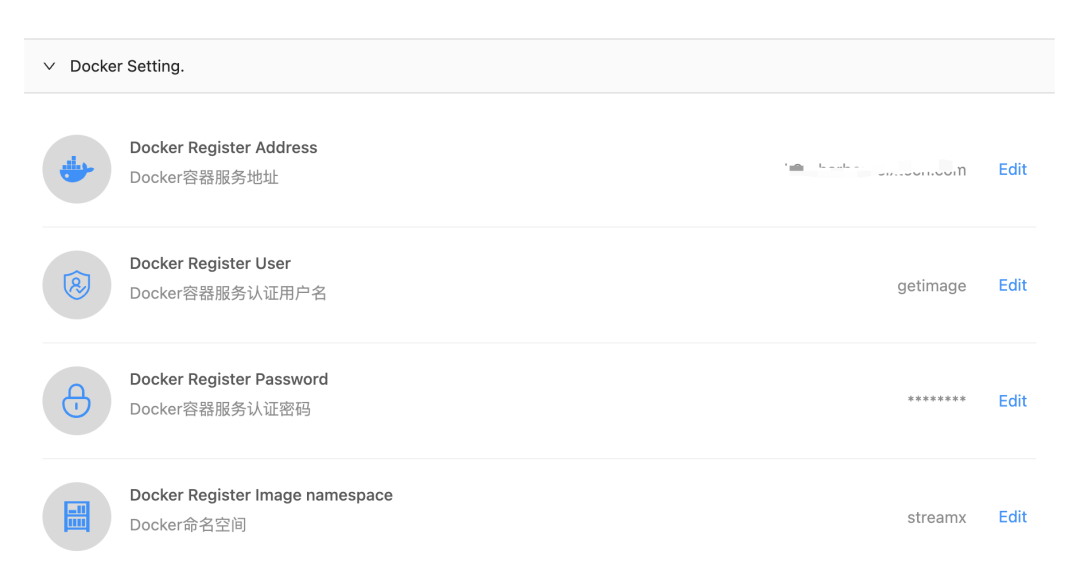 Docker Setting.
Docker Register Address
Docker容器服务地址
Edit
Docker Register User
Docker容器服务认证用户名
getimage
Edit
Docker Register Password
Docker容器服务认证密码
********
Edit
Docker Register Image namespace
Docker命名空间
streamx
Edit